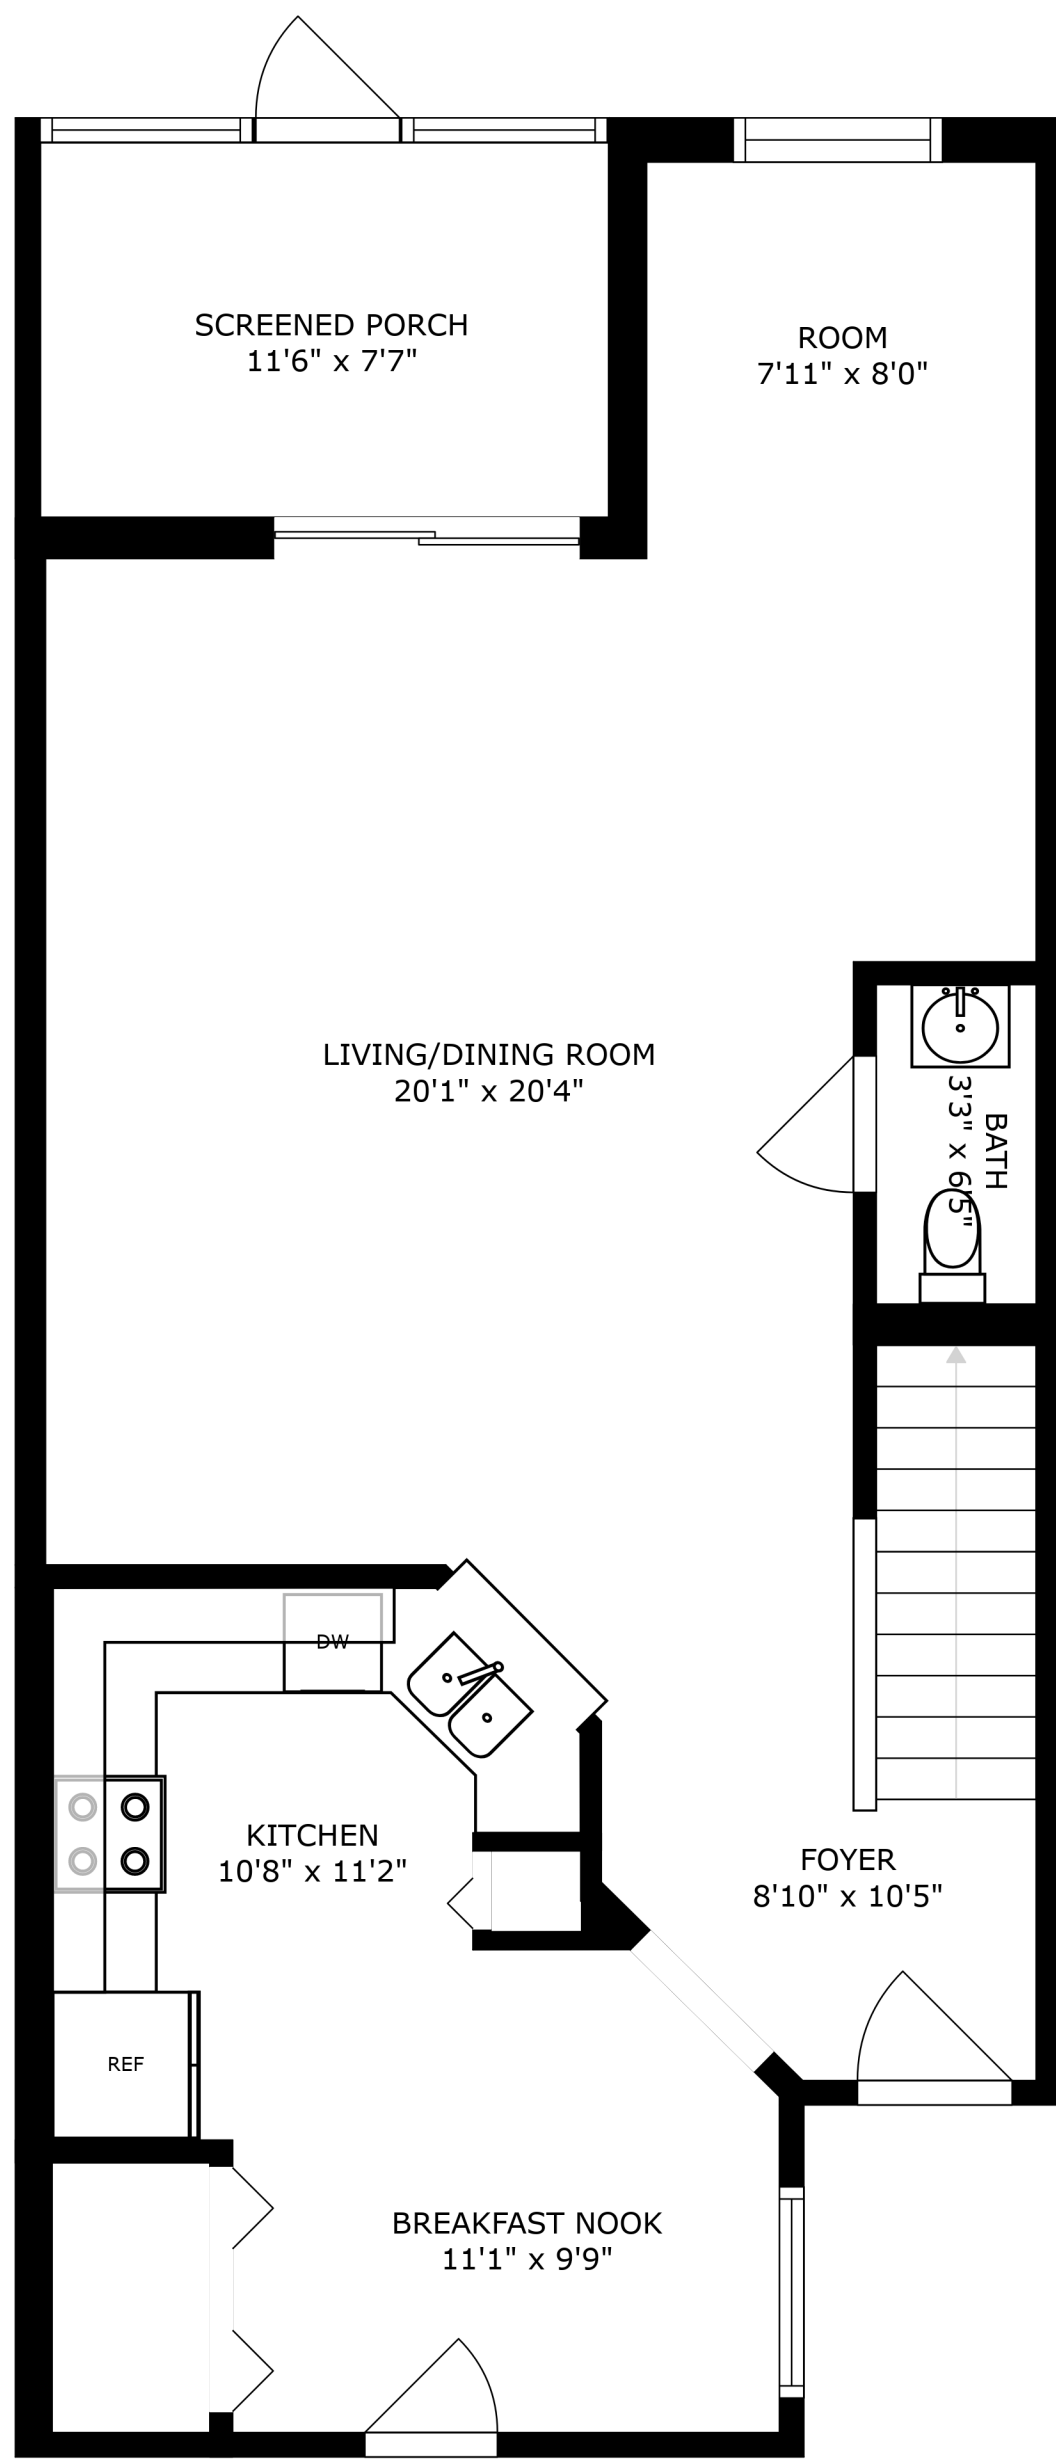 SCREENED PORCH
11'6" x 7'7"
ROOM
7'11" x 8'0"
LIVING/DINING ROOM
20'1" x 20'4"
BATH
3'3" x 6'5"
DW
KITCHEN
10'8" x 11'2"
FOYER
8'10" x 10'5"
REF
BREAKFAST NOOK
11'1" x 9'9"